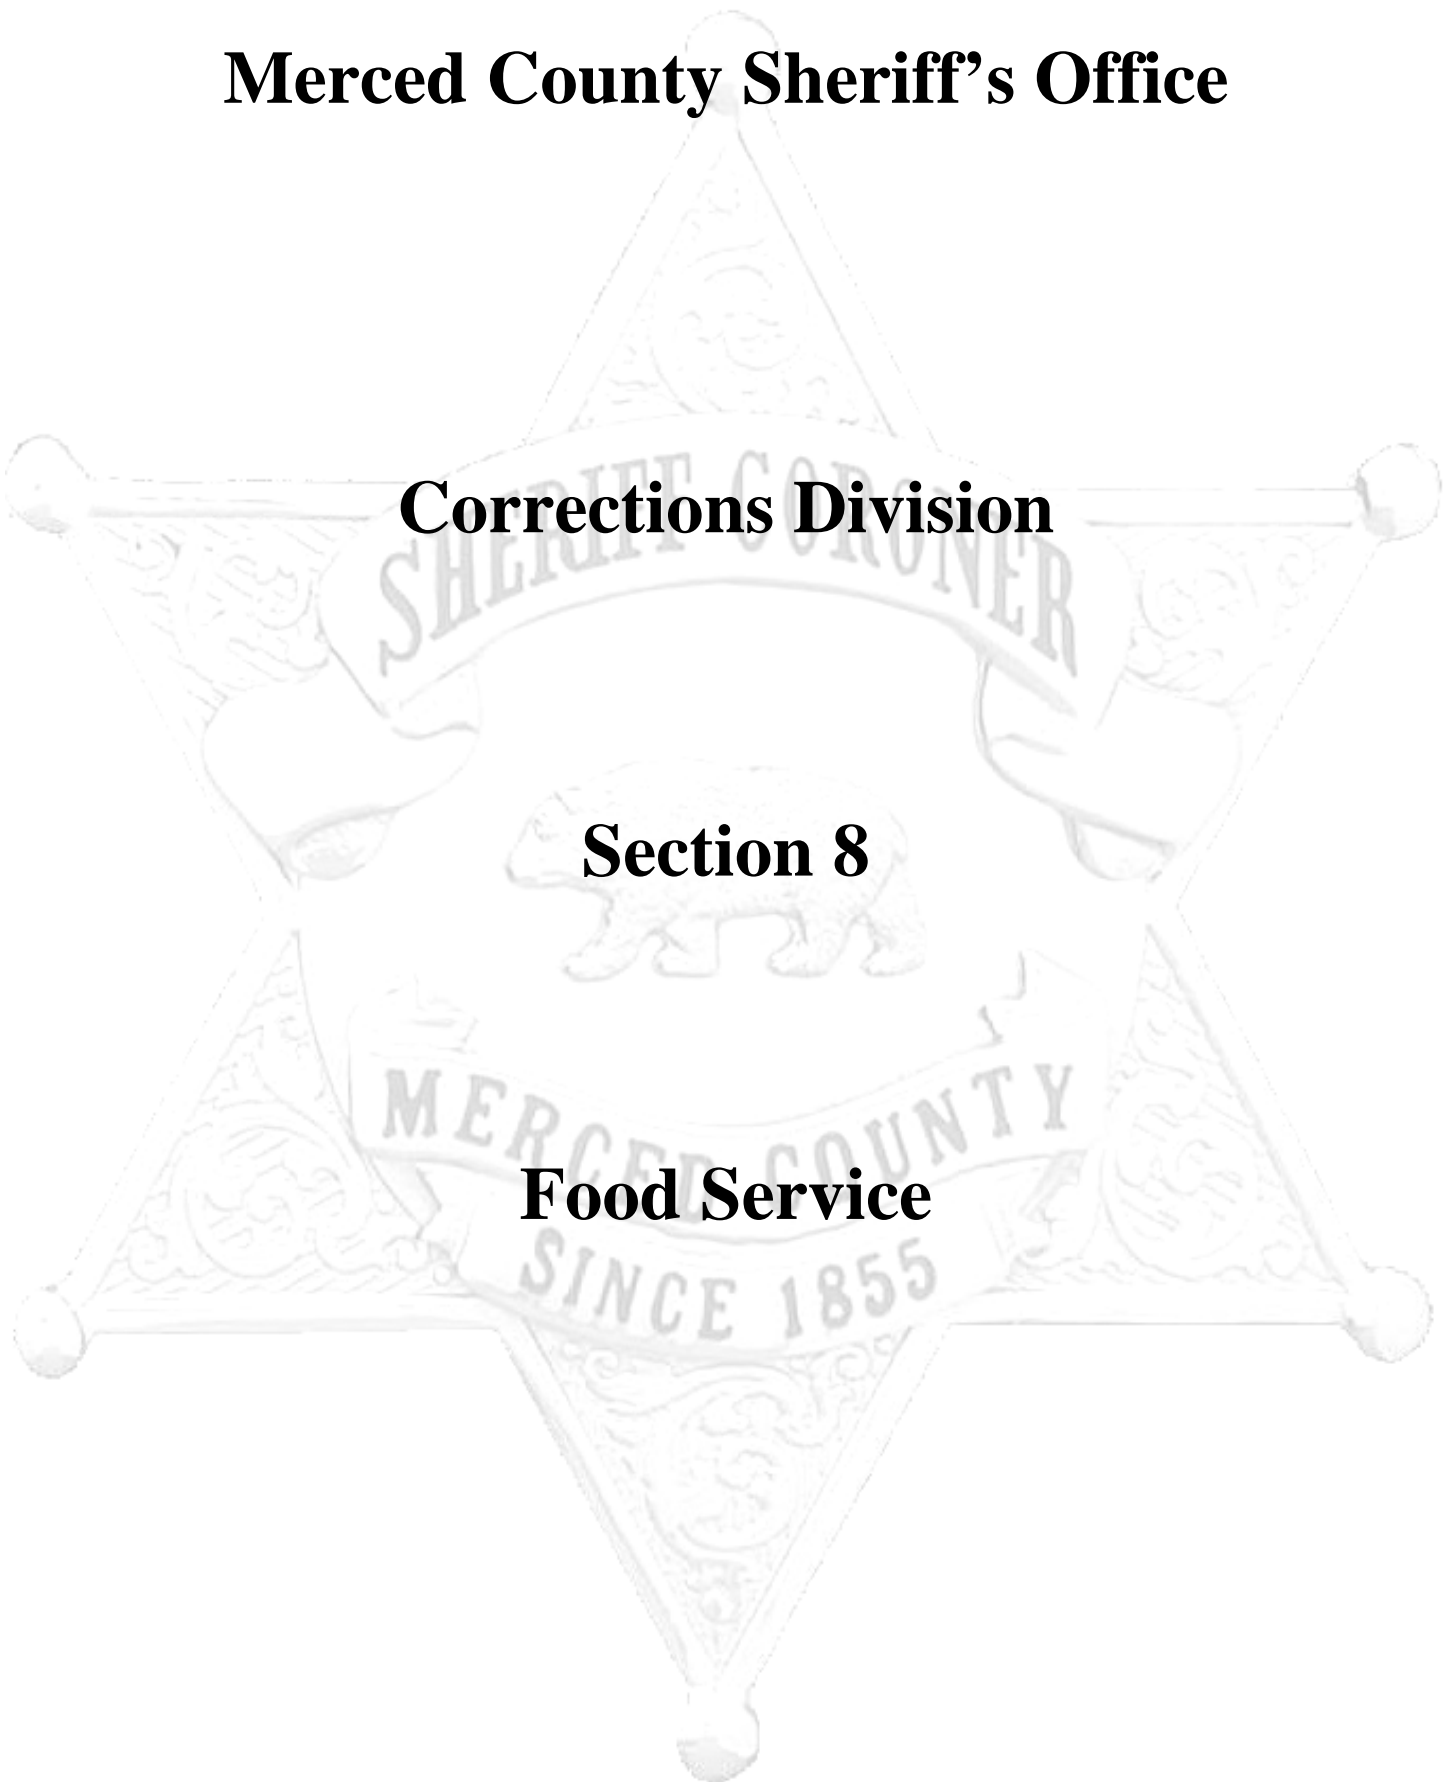 Merced County Sheriff’s Office
Corrections Division
SHERIFF CORONER
Section 8
MERCED COUNTY
Food Service
SINCE 1855